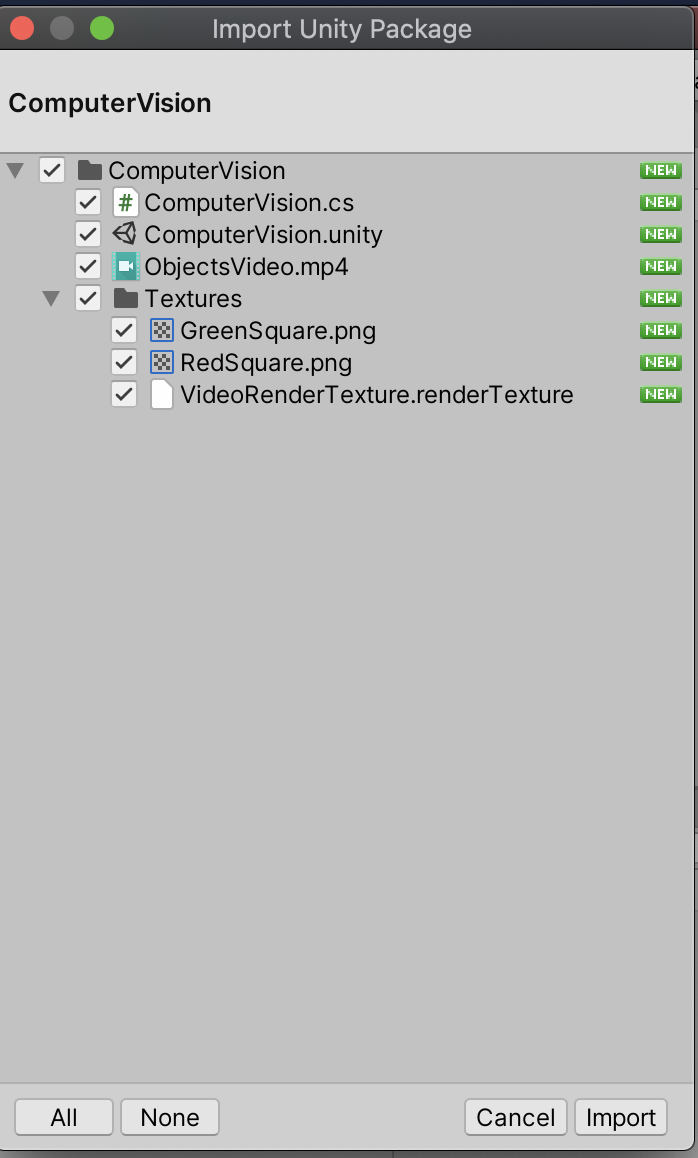 Import Unity Package
ComputerVision
ComputerVision NEW
# ComputerVision.cs NEW
ComputerVision.unity NEW
ObjectsVideo.mp4 NEW
Textures NEW
GreenSquare.png NEW
RedSquare.png NEW
VideoRenderTexture.renderTexture NEW
All None Cancel Import